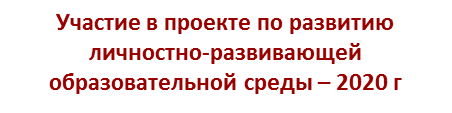 Участие в проекте по развитию
личностно-развивающей
образовательной среды – 2020 г